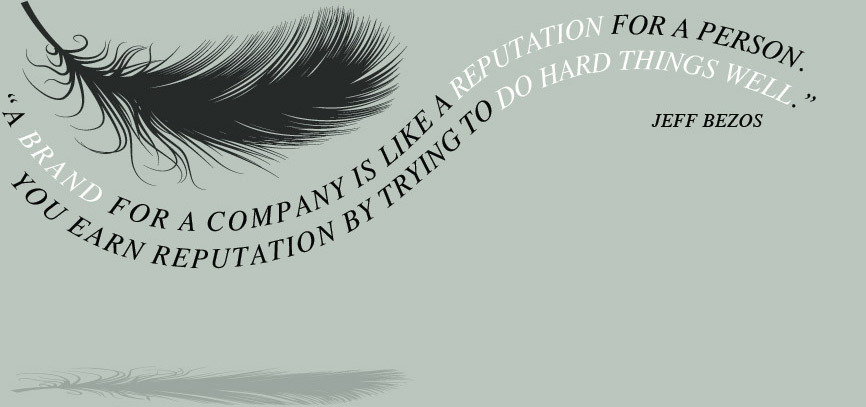 “A BRAND FOR A COMPANY IS LIKE A REPUTATION FOR A PERSON.
YOU EARN REPUTATION BY TRYING TO DO HARD THINGS WELL.”
JEFF BEZOS